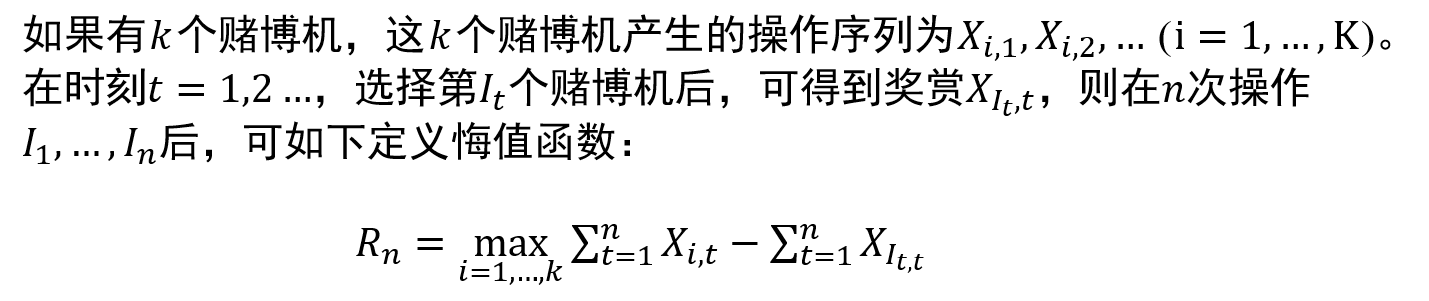 如果有$k$个赌博机，这$k$个赌博机产生的操作序列为$X_{i,1}, X_{i,2}, \ldots$ (i = 1, …, K)。
在时刻$t = 1,2 \ldots$，选择第$I_t$个赌博机后，可得到奖赏$X_{I_t,t}$，则在$n$次操作
$I_1, \ldots, I_n$后，可如下定义悔值函数：
$R_n = \max_{i=1,\ldots,k} \sum_{t=1}^{n} X_{i,t} - \sum_{t=1}^{n} X_{I_{t,t}}$